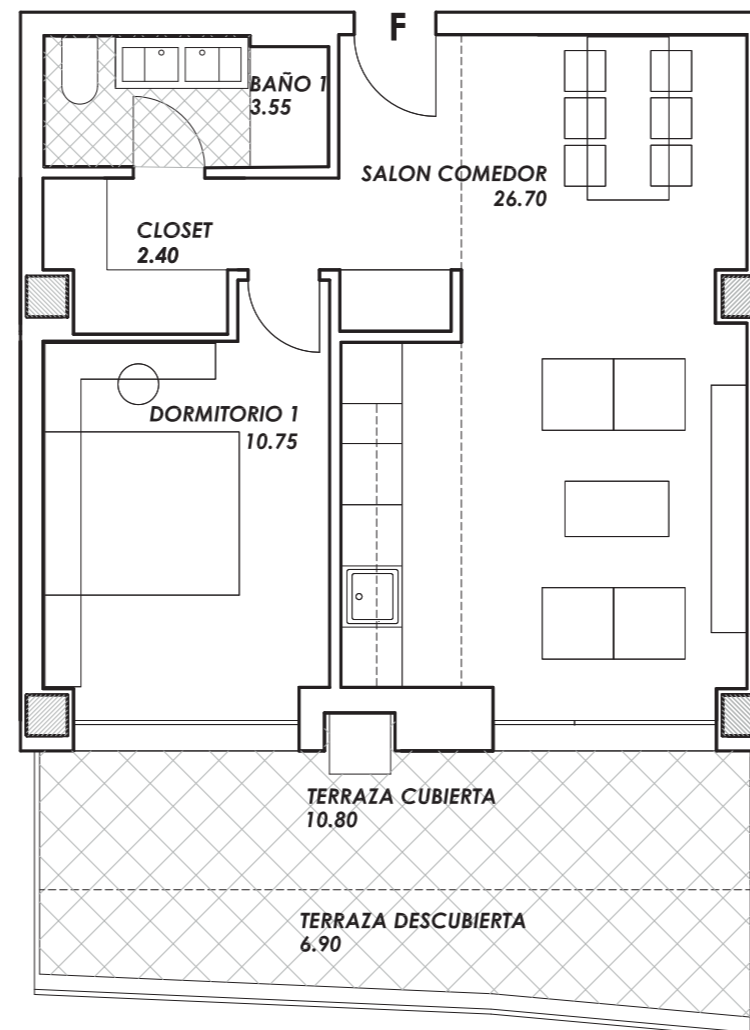 F
BAÑO 1
3.55
SALON COMEDOR
26.70
CLOSET
2.40
DORMITORIO 1
10.75
TERRAZA CUBIERTA
10.80
TERRAZA DESCUBIERTA
6.90